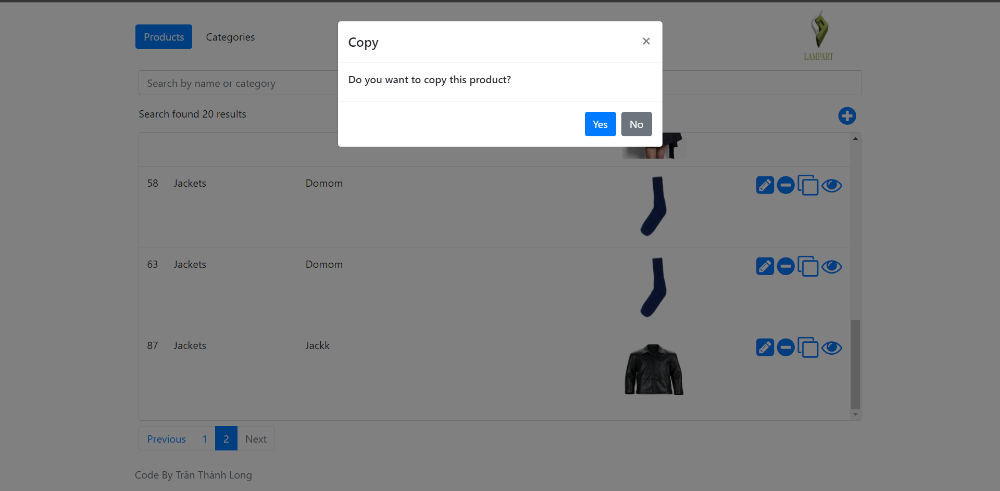 Products
Categories
LAMPART
Copy
×
Do you want to copy this product?
Yes
No
Search by name or category
Search found 20 results
58 Jackets Domom
63 Jackets Domom
87 Jackets Jackk
Previous 1 2 Next
Code By Trần Thành Long